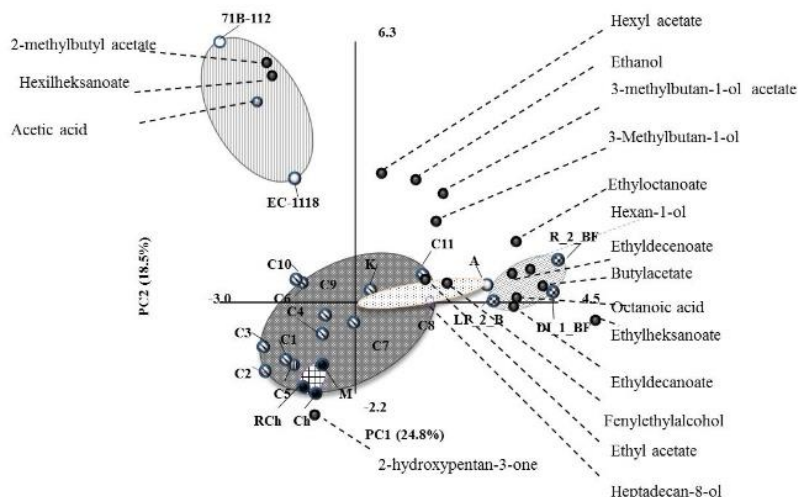 71B-112
6.3
Hexyl acetate
2-methylbutyl acetate
Ethanol
Hexilheksanoate
3-methylbutan-1-ol acetate
Acetic acid
3-Methylbutan-1-ol
EC-1118
Ethyloctanoate
Hexan-1-ol
R_2_BF
C11
Ethyldecenoate
C10
K
A
Butylacetate
PC2 (18.5%)
C9
-3.0
C6
4.5
Octanoic acid
C4
C8
LR_2_B
DI_1_BF
Ethylheksanoate
C3
C1
C7
C2
Ethyldecanoate
C5
M
-2.2
RCh
Ch
Fenylethylalcohol
PC1 (24.8%)
Ethyl acetate
2-hydroxypentan-3-one
Heptadecan-8-ol